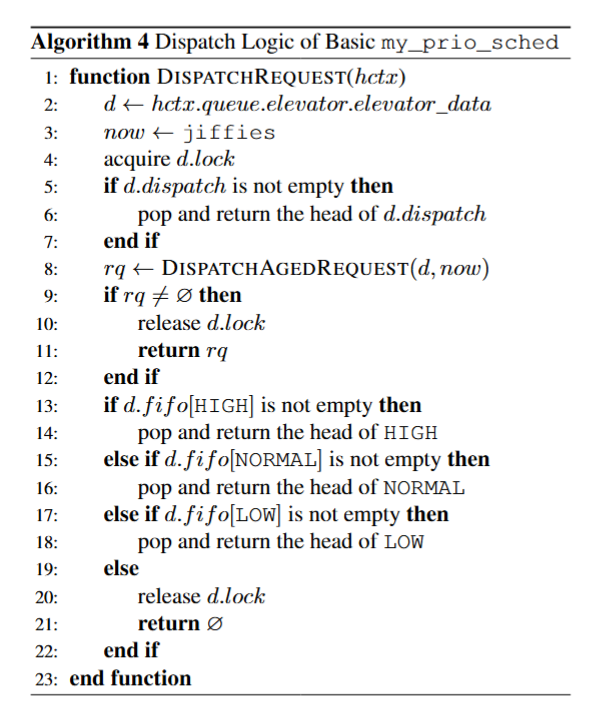 Algorithm 4 Dispatch Logic of Basic my_prio_sched
1: function DISPATCHREQUEST(hctx)
2: d ← hctx.queue.elevator.elevator_data
3: now ← jiffies
4: acquire d.lock
5: if d.dispatch is not empty then
6: pop and return the head of d.dispatch
7: end if
8: rq ← DISPATCHAGEDREQUEST(d, now)
9: if rq ≠ ∅ then
10: release d.lock
11: return rq
12: end if
13: if d.fifo[HIGH] is not empty then
14: pop and return the head of HIGH
15: else if d.fifo[NORMAL] is not empty then
16: pop and return the head of NORMAL
17: else if d.fifo[LOW] is not empty then
18: pop and return the head of LOW
19: else
20: release d.lock
21: return ∅
22: end if
23: end function